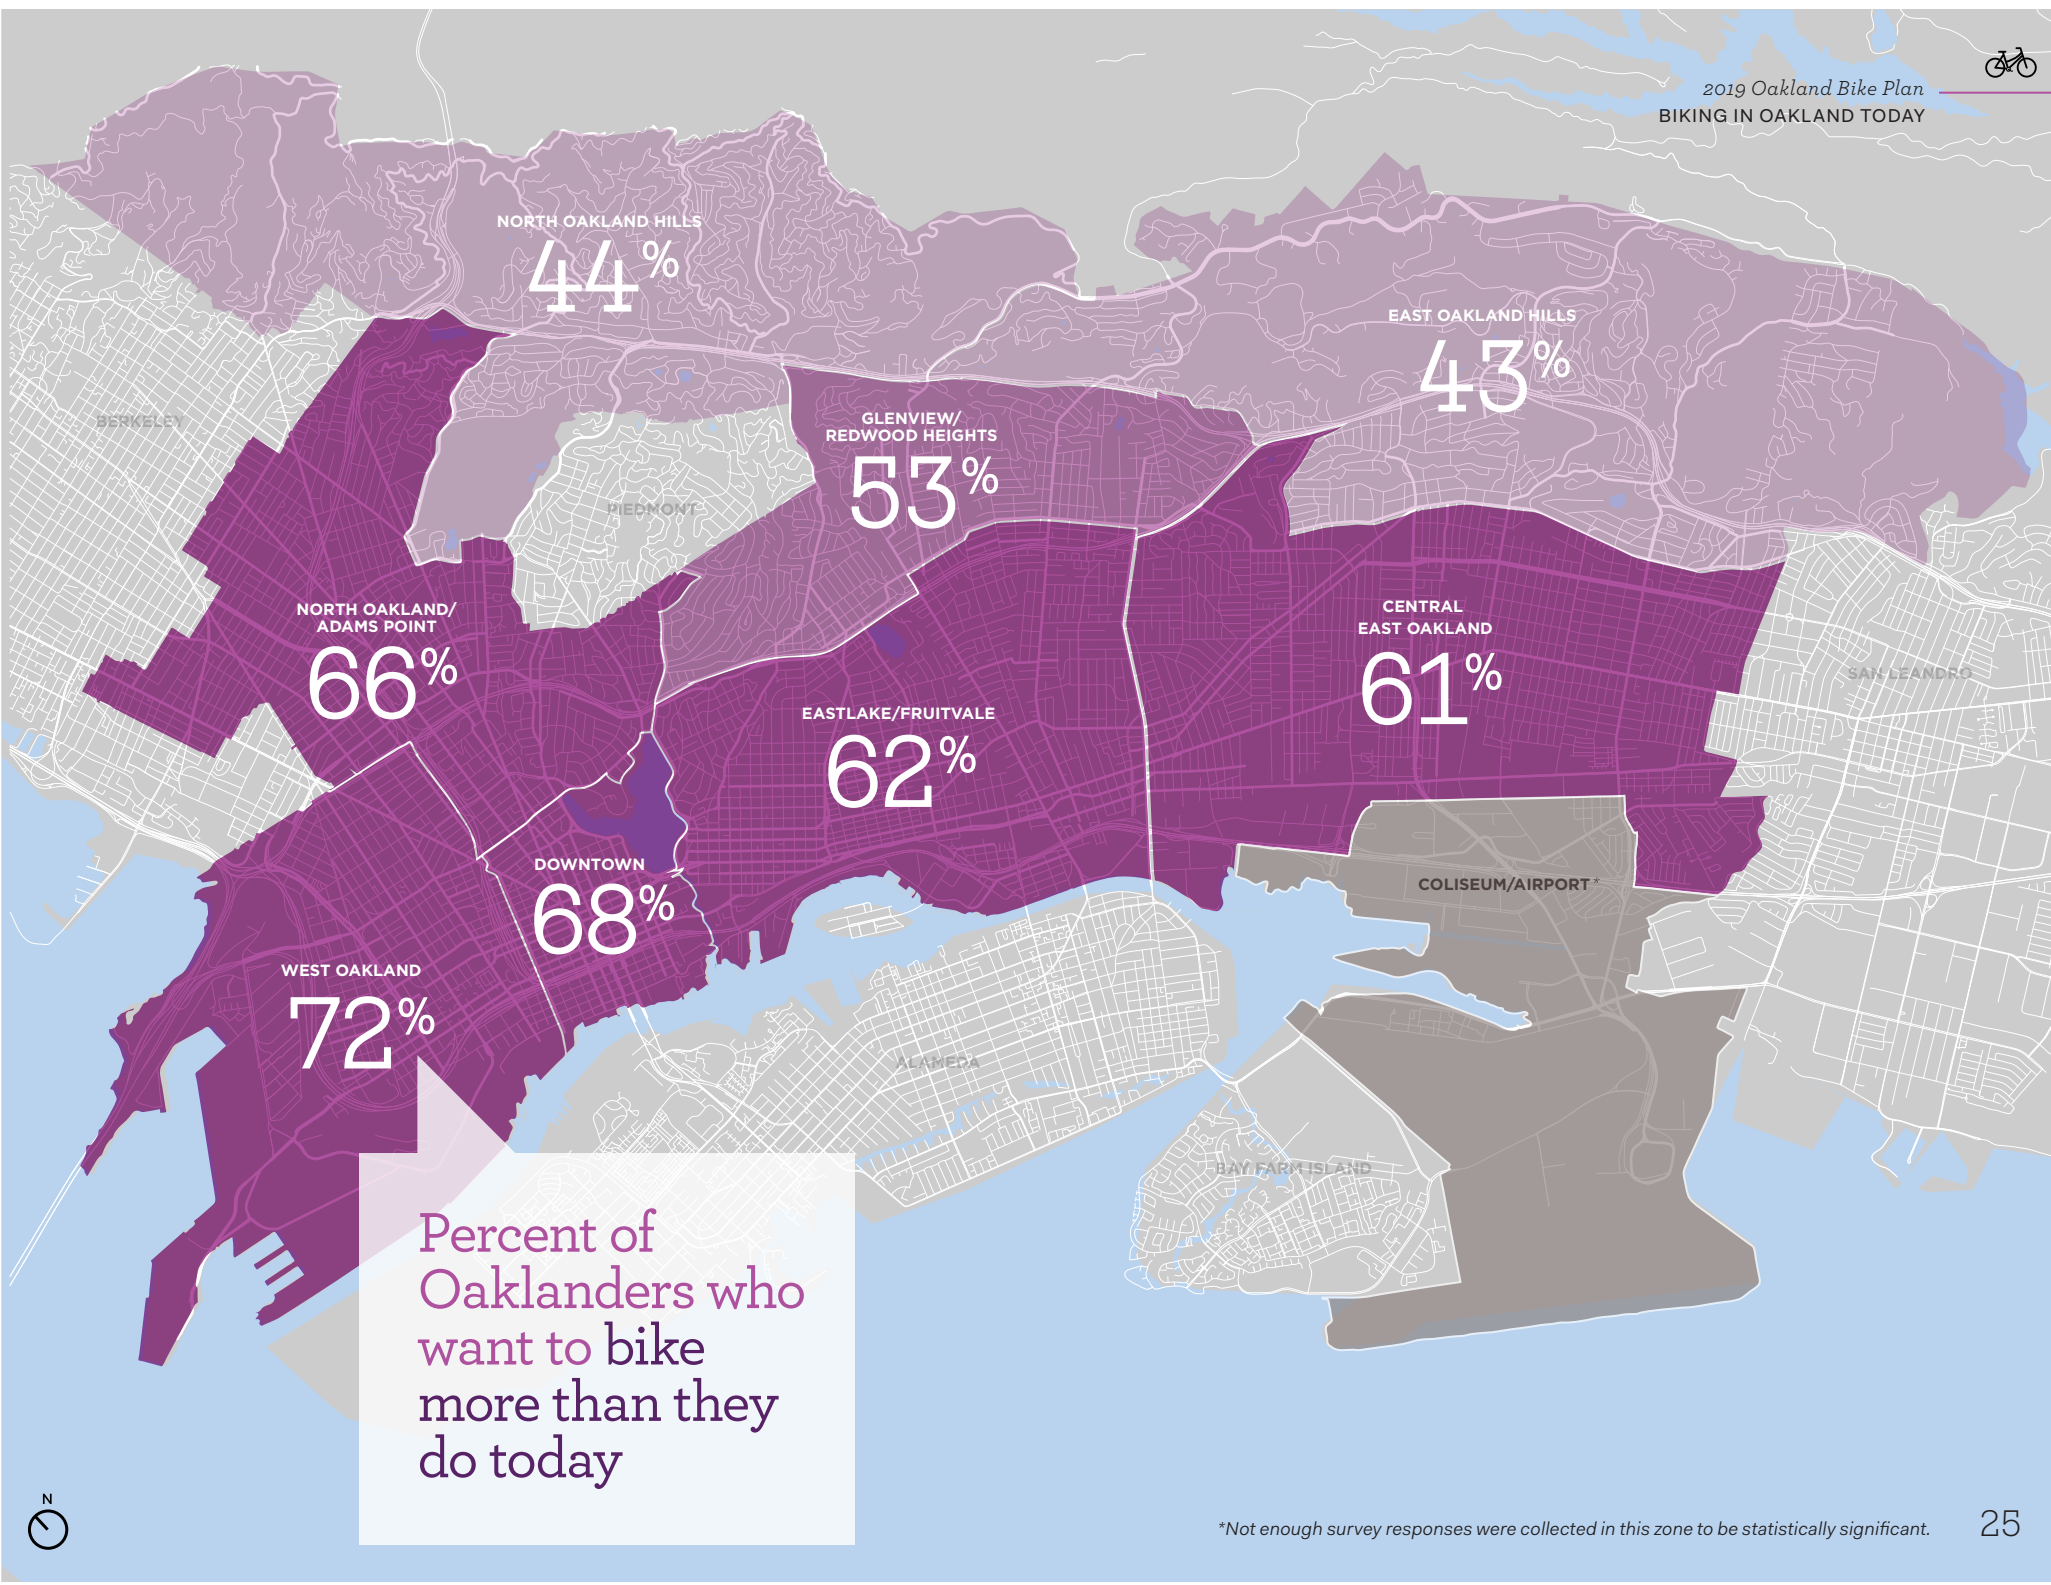 2019 Oakland Bike Plan
BIKING IN OAKLAND TODAY
NORTH OAKLAND HILLS
44%
EAST OAKLAND HILLS
43%
BERKELEY
GLENVIEW/
REDWOOD HEIGHTS
53%
PIEDMONT
NORTH OAKLAND/
ADAMS POINT
66%
CENTRAL
EAST OAKLAND
61%
SAN LEANDRO
EASTLAKE/FRUITVALE
62%
DOWNTOWN
68%
COLISEUM/AIRPORT*
WEST OAKLAND
72%
ALAMEDA
BAY FARM ISLAND
Percent of
Oaklanders who
want to bike
more than they
do today
N
*Not enough survey responses were collected in this zone to be statistically significant.
25